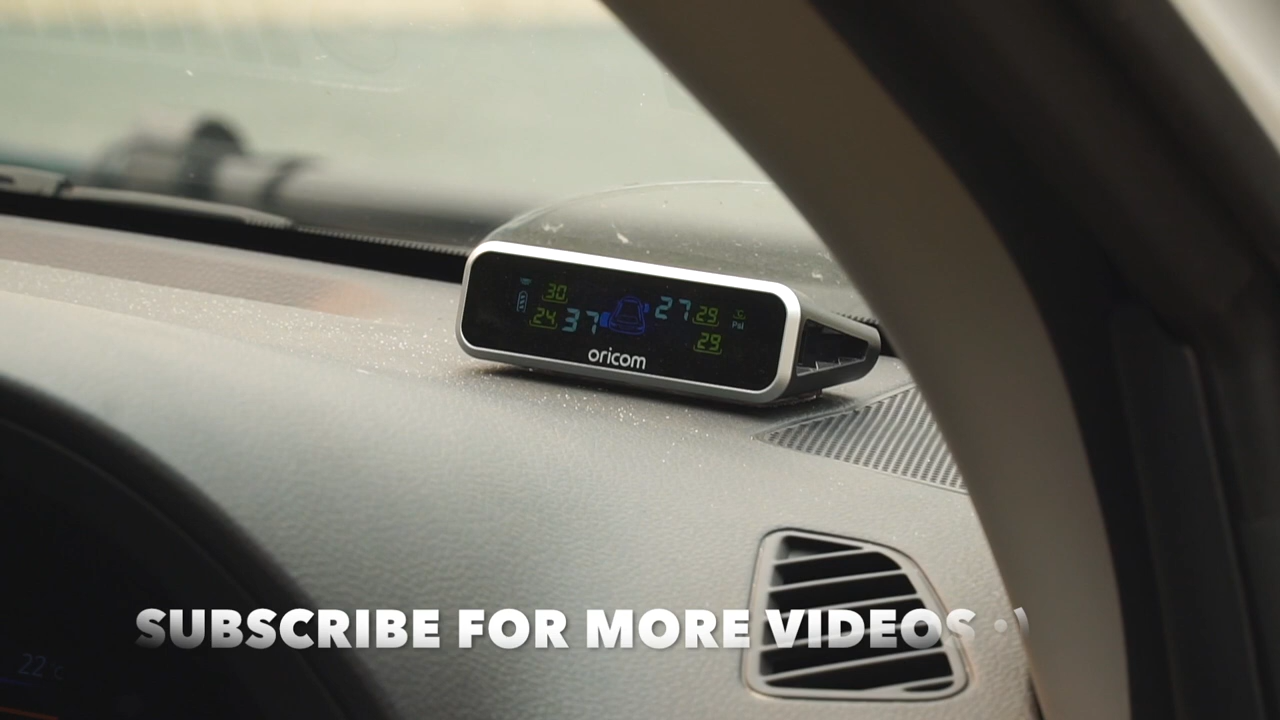 30
27 29 °C
24 37 Psi
29
oricom
SUBSCRIBE FOR MORE VIDEOS :)
22°C